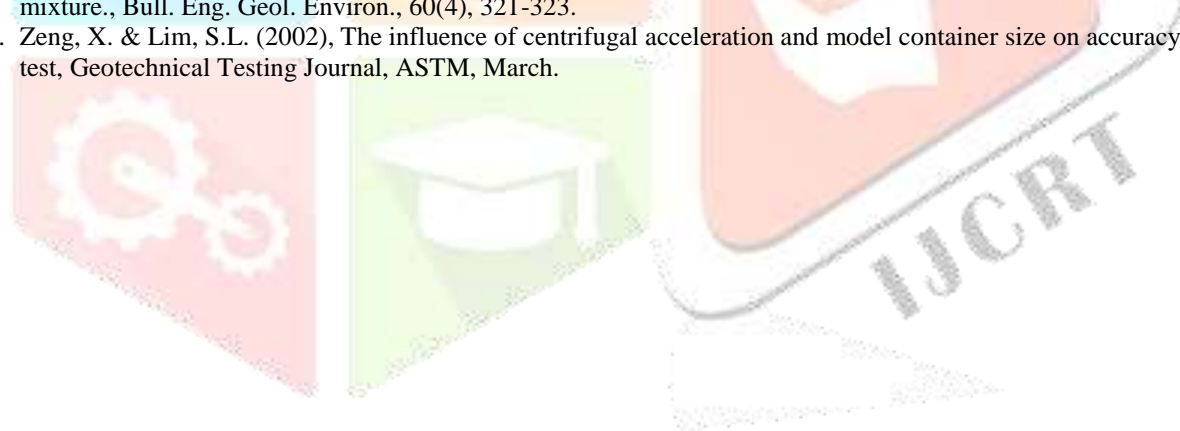 mixture., Bull. Eng. Geol. Environ., 60(4), 321-323.
. Zeng, X. & Lim, S.L. (2002), The influence of centrifugal acceleration and model container size on accuracy
test, Geotechnical Testing Journal, ASTM, March.
IJCRT